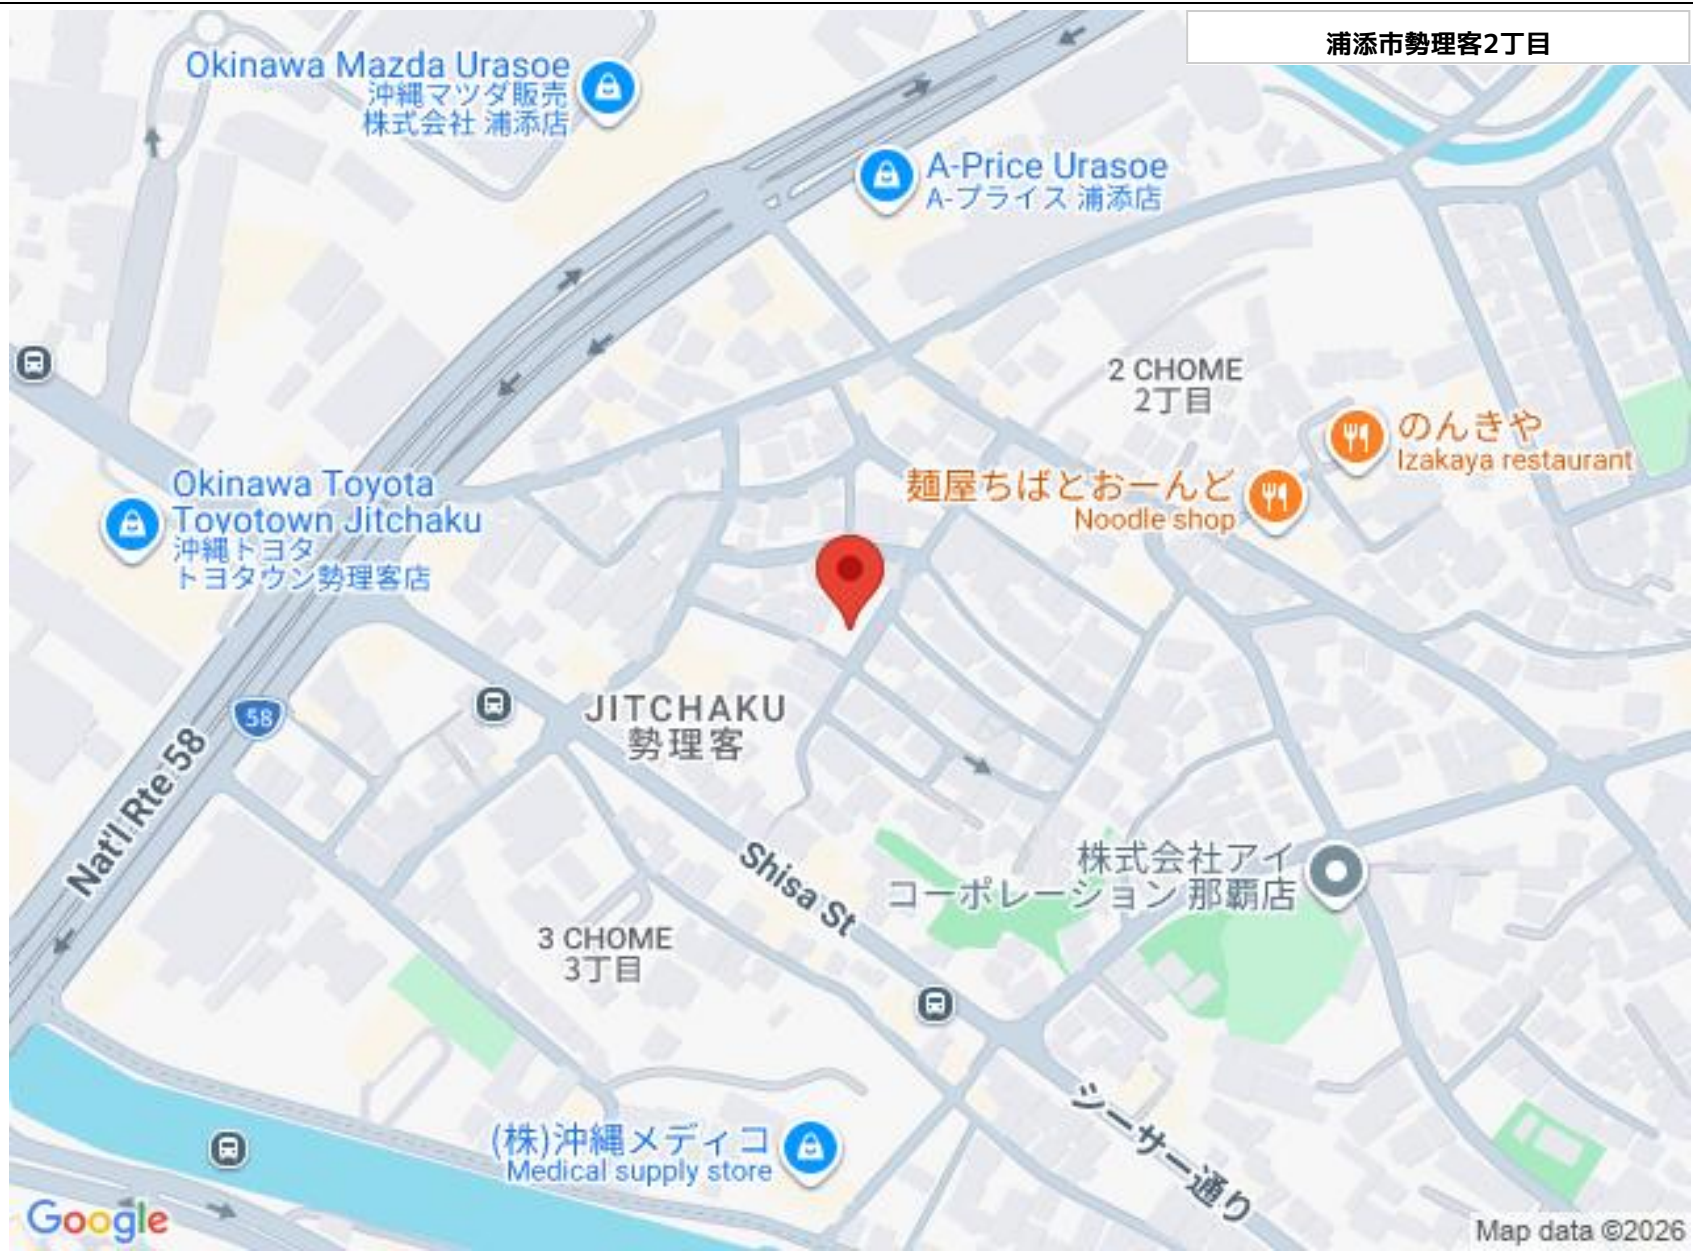 浦添市勢理客2丁目
Okinawa Mazda Urasoe
沖縄マツダ販売
株式会社 浦添店
A-Price Urasoe
A-プライス 浦添店
2 CHOME
2丁目
のんきや
Izakaya restaurant
麺屋ちばとおーんど
Noodle shop
Okinawa Toyota
Toyotown Jitchaku
沖縄トヨタ
トヨタウン勢理客店
JITCHAKU
勢理客
58
Nat'l Rte 58
Shisa St
株式会社アイ
コーポレーション 那覇店
3 CHOME
3丁目
シーサー通り
(株)沖縄メディコ
Medical supply store
Google
Map data ©2026